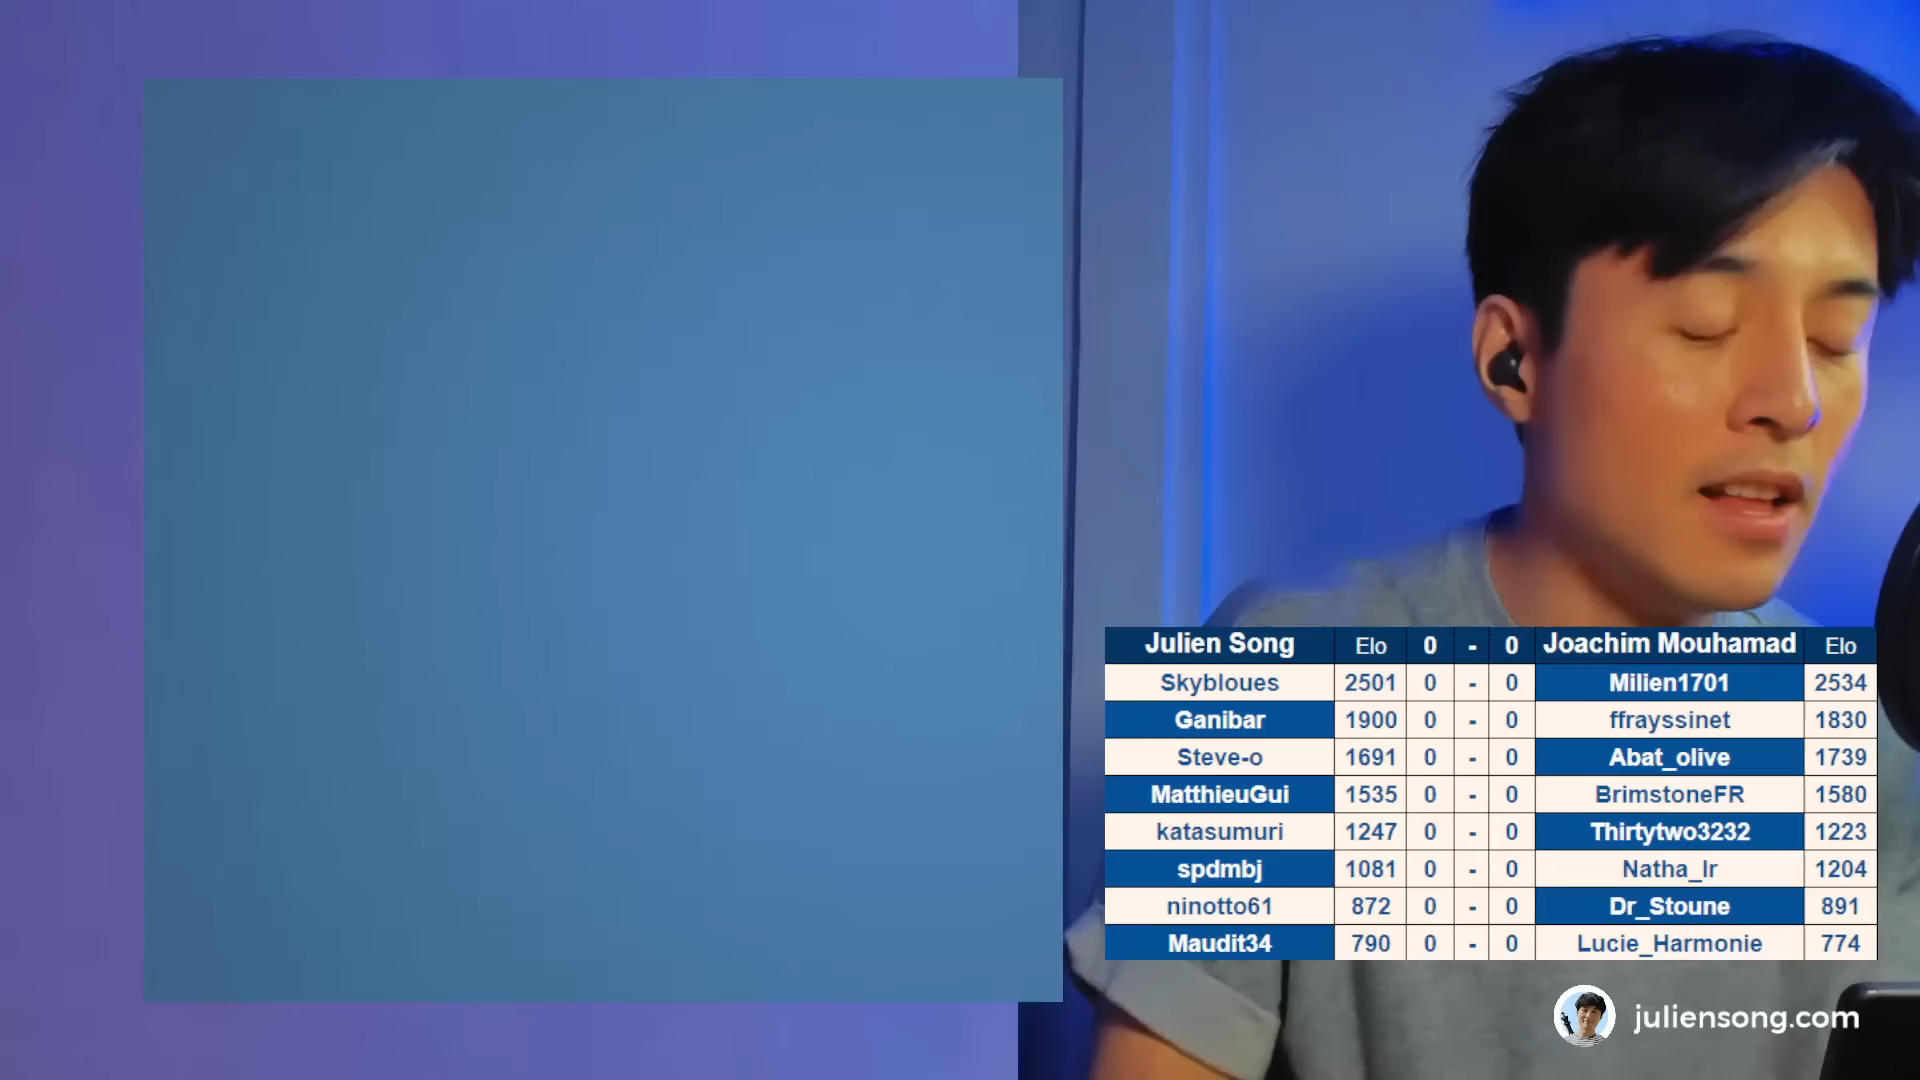 Julien Song Elo 0 - 0 Joachim Mouhamad Elo
Skybloues 2501 0 - 0 Milien1701 2534
Ganibar 1900 0 - 0 ffrayssinet 1830
Steve-o 1691 0 - 0 Abat_olive 1739
MatthieuGui 1535 0 - 0 BrimstoneFR 1580
katasumuri 1247 0 - 0 Thirtytwo3232 1223
spdmbj 1081 0 - 0 Natha_lr 1204
ninotto61 872 0 - 0 Dr_Stoune 891
Maudit34 790 0 - 0 Lucie_Harmonie 774
juliensong.com